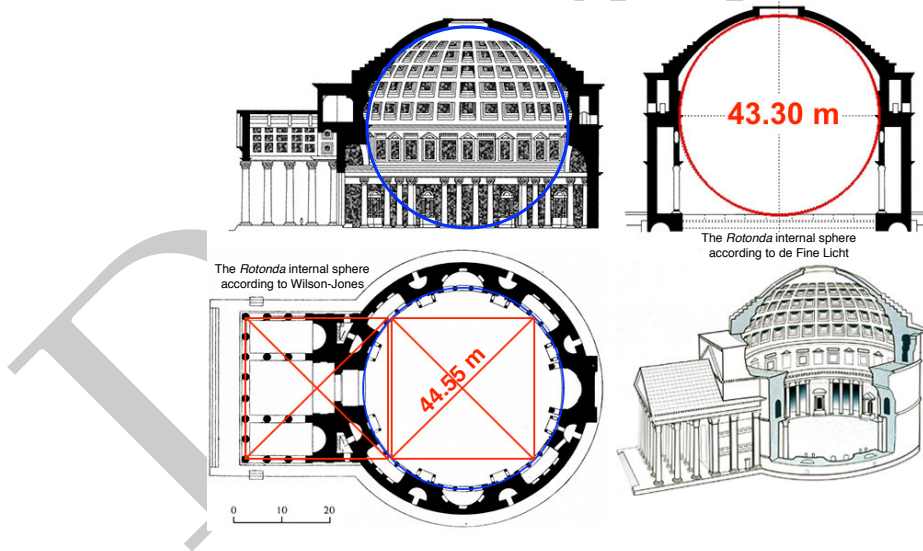 43.30 m
The Rotonda internal sphere
according to de Fine Licht
The Rotonda internal sphere
according to Wilson-Jones
44.55 m
0 10 20